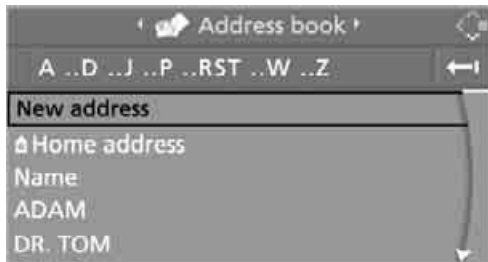 Address book
A ..D ..J ..P ..RST ..W ..Z
New address
Home address
Name
ADAM
DR. TOM